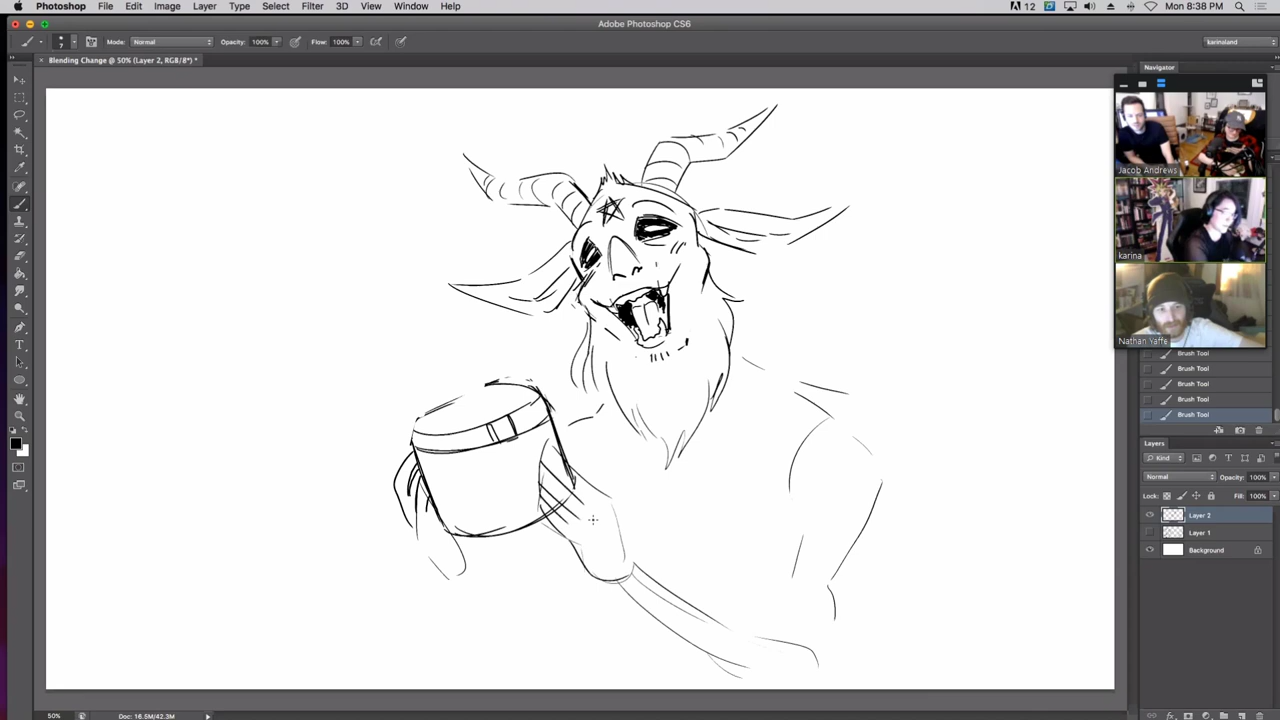 Photoshop File Edit Image Layer Type Select Filter 3D View Window Help
12 Mon 8:38 PM
Adobe Photoshop CS6
7 Mode: Normal Opacity: 100% Flow: 100% karinsland
× Blending Change @ 50% (Layer 2, RGB/8*) *
Navigator
Jacob Andrews
karina
Nathan Yaffe
Brush Tool
Brush Tool
Brush Tool
Brush Tool
Brush Tool
Layers
Kind
Normal Opacity: 100%
Lock: Fill: 100%
Layer 2
Layer 1
Background
50% Doc: 16.5M/42.3M